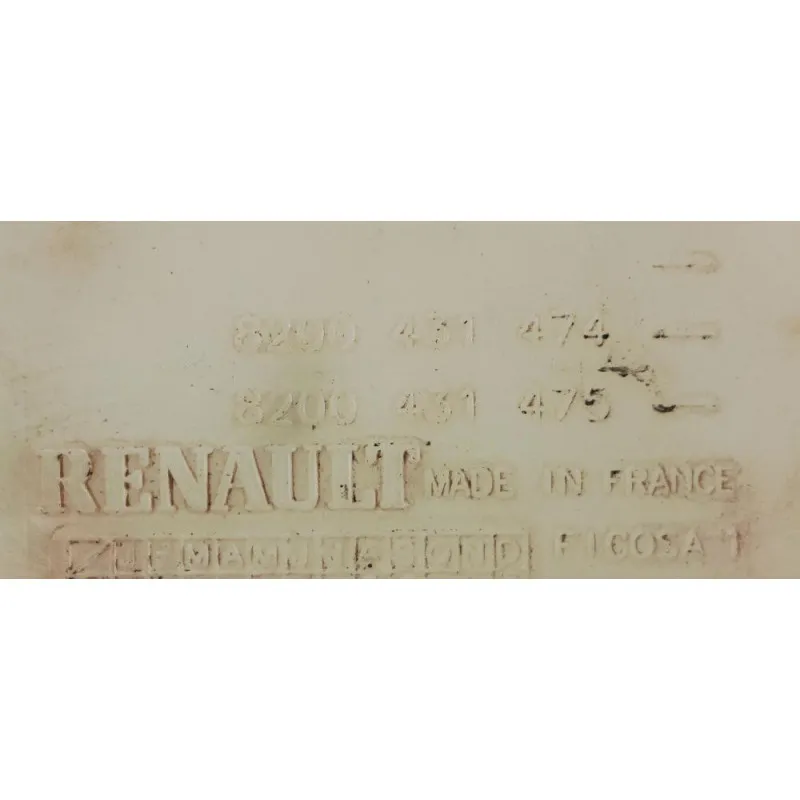 8200 431 474
8200 431 475
RENAULT MADE IN FRANCE
FICOSA